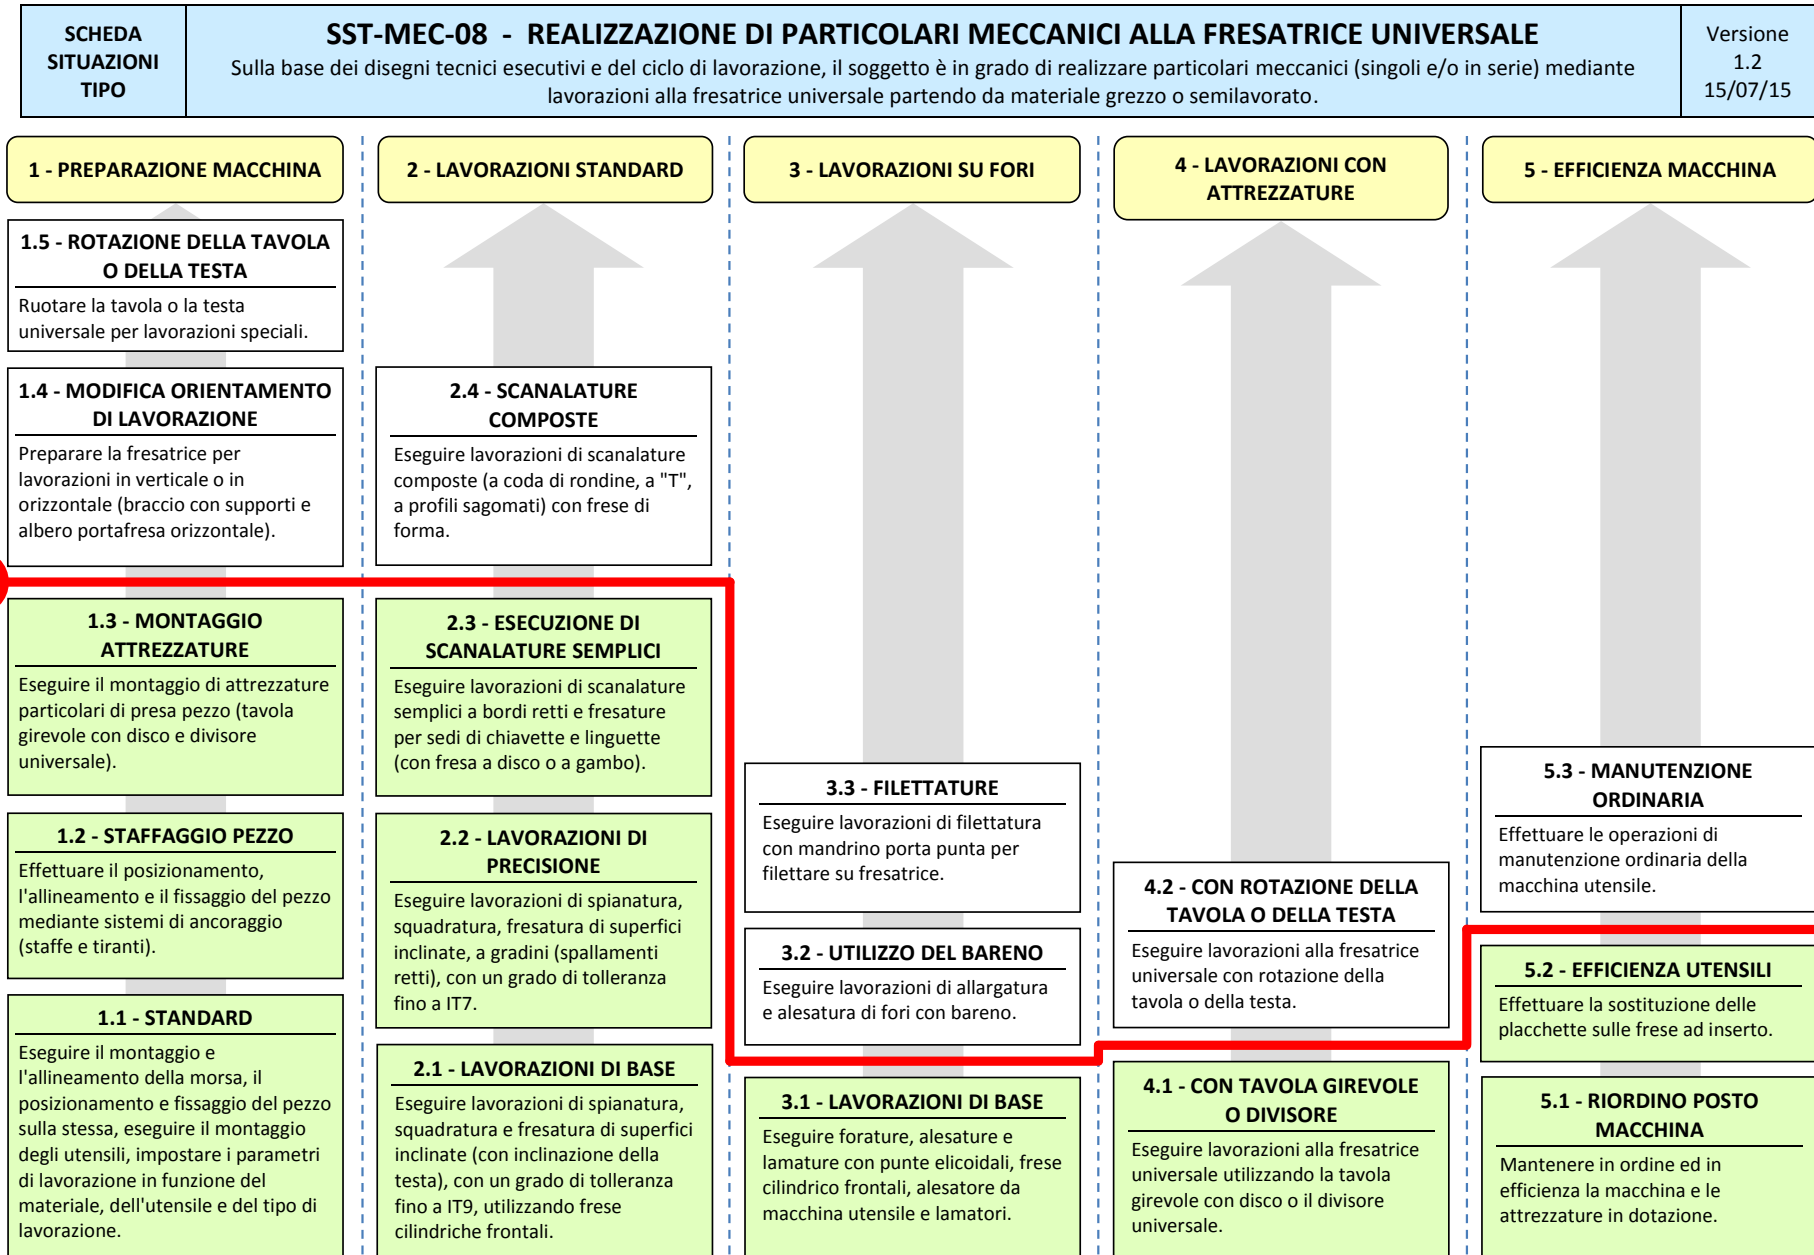 SCHEDA
SITUAZIONI
TIPO
SST-MEC-08 - REALIZZAZIONE DI PARTICOLARI MECCANICI ALLA FRESATRICE UNIVERSALE
Sulla base dei disegni tecnici esecutivi e del ciclo di lavorazione, il soggetto è in grado di realizzare particolari meccanici (singoli e/o in serie) mediante
lavorazioni alla fresatrice universale partendo da materiale grezzo o semilavorato.
Versione
1.2
15/07/15
1 - PREPARAZIONE MACCHINA
1.5 - ROTAZIONE DELLA TAVOLA
O DELLA TESTA
Ruotare la tavola o la testa
universale per lavorazioni speciali.
1.4 - MODIFICA ORIENTAMENTO
DI LAVORAZIONE
Preparare la fresatrice per
lavorazioni in verticale o in
orizzontale (braccio con supporti e
albero portafresa orizzontale).
1.3 - MONTAGGIO
ATTREZZATURE
Eseguire il montaggio di attrezzature
particolari di presa pezzo (tavola
girevole con disco e divisore
universale).
1.2 - STAFFAGGIO PEZZO
Effettuare il posizionamento,
l'allineamento e il fissaggio del pezzo
mediante sistemi di ancoraggio
(staffe e tiranti).
1.1 - STANDARD
Eseguire il montaggio e
l'allineamento della morsa, il
posizionamento e fissaggio del pezzo
sulla stessa, eseguire il montaggio
degli utensili, impostare i parametri
di lavorazione in funzione del
materiale, dell'utensile e del tipo di
lavorazione.
2 - LAVORAZIONI STANDARD
2.4 - SCANALATURE
COMPOSTE
Eseguire lavorazioni di scanalature
composte (a coda di rondine, a "T",
a profili sagomati) con frese di
forma.
2.3 - ESECUZIONE DI
SCANALATURE SEMPLICI
Eseguire lavorazioni di scanalature
semplici a bordi retti e fresature
per sedi di chiavette e linguette
(con fresa a disco o a gambo).
2.2 - LAVORAZIONI DI
PRECISIONE
Eseguire lavorazioni di spianatura,
squadratura, fresatura di superfici
inclinate, a gradini (spallamenti
retti), con un grado di tolleranza
fino a IT7.
2.1 - LAVORAZIONI DI BASE
Eseguire lavorazioni di spianatura,
squadratura e fresatura di superfici
inclinate (con inclinazione della
testa), con un grado di tolleranza
fino a IT9, utilizzando frese
cilindriche frontali.
3 - LAVORAZIONI SU FORI
3.3 - FILETTATURE
Eseguire lavorazioni di filettatura
con mandrino porta punta per
filettare su fresatrice.
3.2 - UTILIZZO DEL BARENO
Eseguire lavorazioni di allargatura
e alesatura di fori con bareno.
3.1 - LAVORAZIONI DI BASE
Eseguire forature, alesature e
lamature con punte elicoidali, frese
cilindrico frontali, alesatore da
macchina utensile e lamatori.
4 - LAVORAZIONI CON
ATTREZZATURE
4.2 - CON ROTAZIONE DELLA
TAVOLA O DELLA TESTA
Eseguire lavorazioni alla fresatrice
universale con rotazione della
tavola o della testa.
4.1 - CON TAVOLA GIREVOLE
O DIVISORE
Eseguire lavorazioni alla fresatrice
universale utilizzando la tavola
girevole con disco o il divisore
universale.
5 - EFFICIENZA MACCHINA
5.3 - MANUTENZIONE
ORDINARIA
Effettuare le operazioni di
manutenzione ordinaria della
macchina utensile.
5.2 - EFFICIENZA UTENSILI
Effettuare la sostituzione delle
placchette sulle frese ad inserto.
5.1 - RIORDINO POSTO
MACCHINA
Mantenere in ordine ed in
efficienza la macchina e le
attrezzature in dotazione.